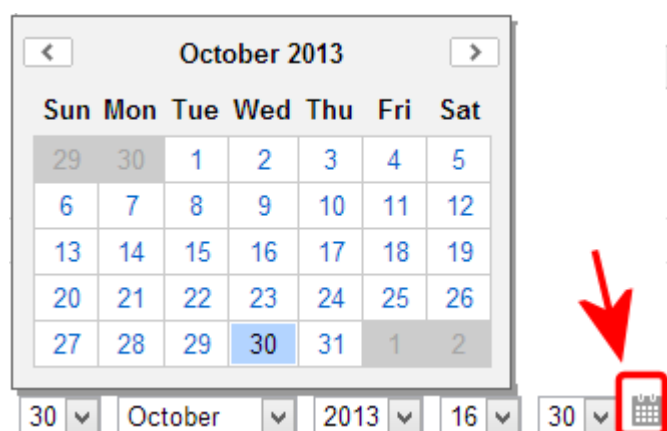 October 2013
Sun Mon Tue Wed Thu Fri Sat
29 30 1 2 3 4 5
6 7 8 9 10 11 12
13 14 15 16 17 18 19
20 21 22 23 24 25 26
27 28 29 30 31 1 2
30 October 2013 16 30